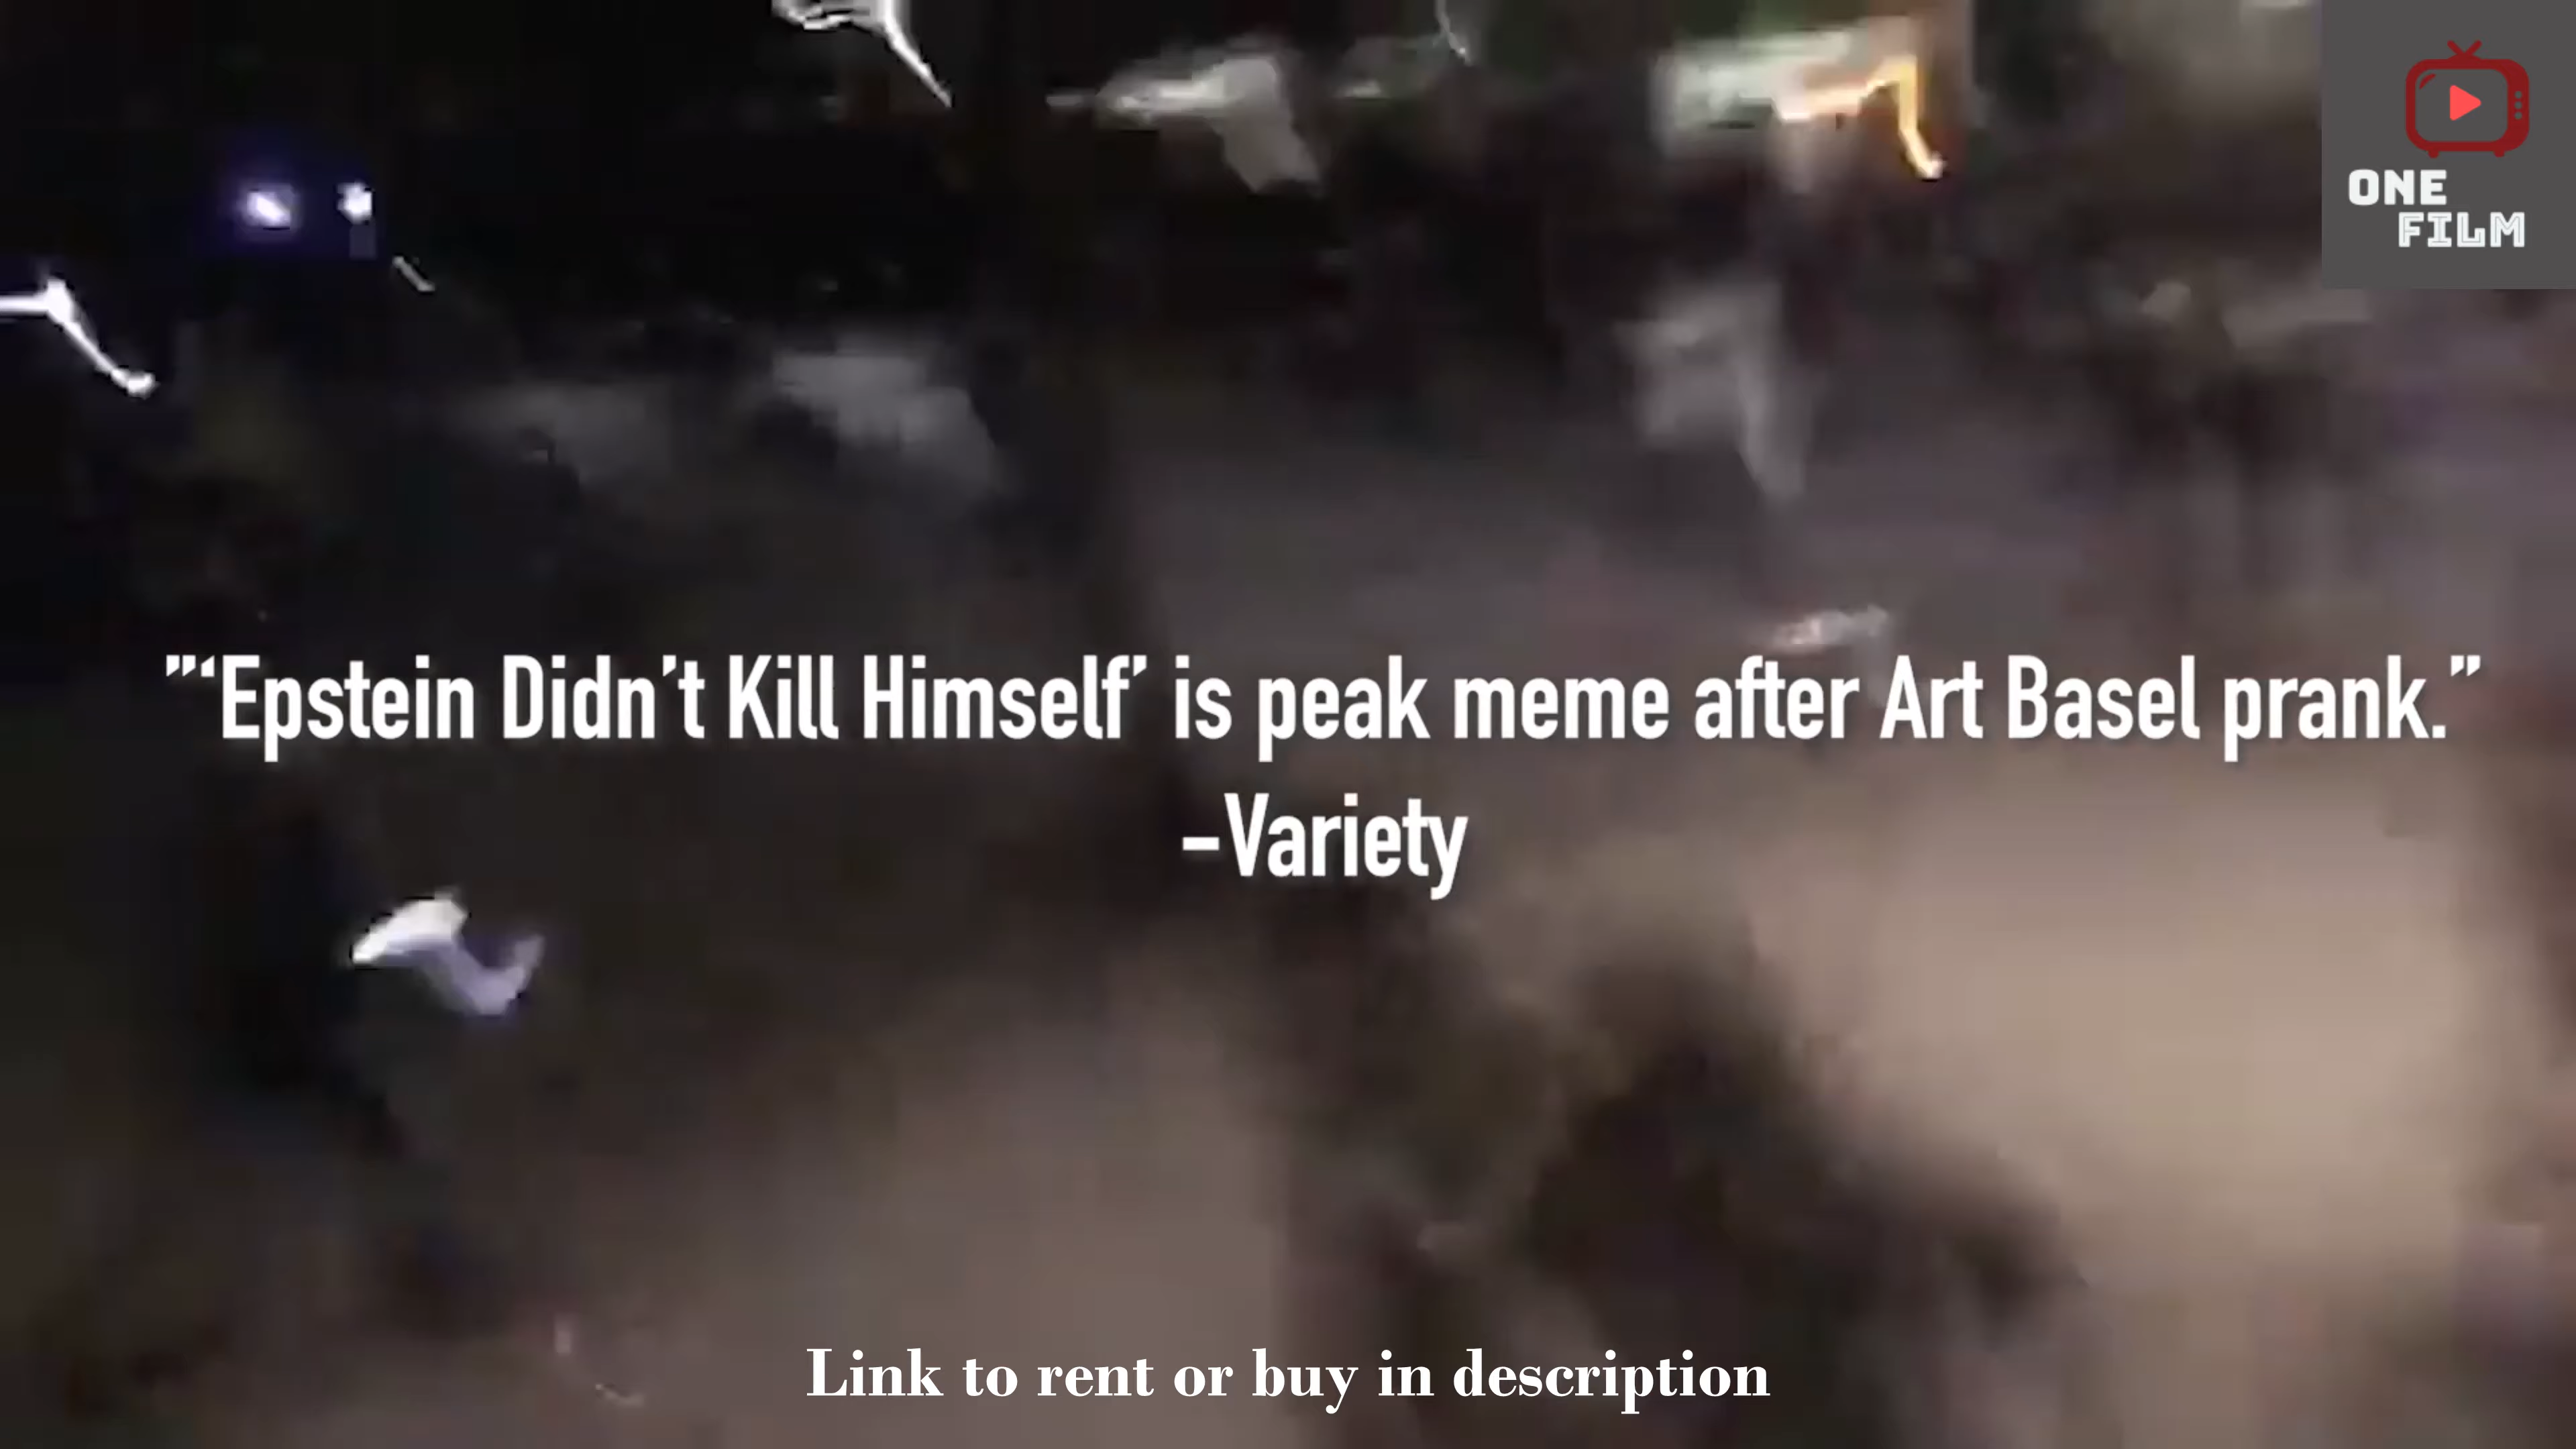 ONE
FILM
”‘Epstein Didn’t Kill Himself’ is peak meme after Art Basel prank.”
-Variety
Link to rent or buy in description